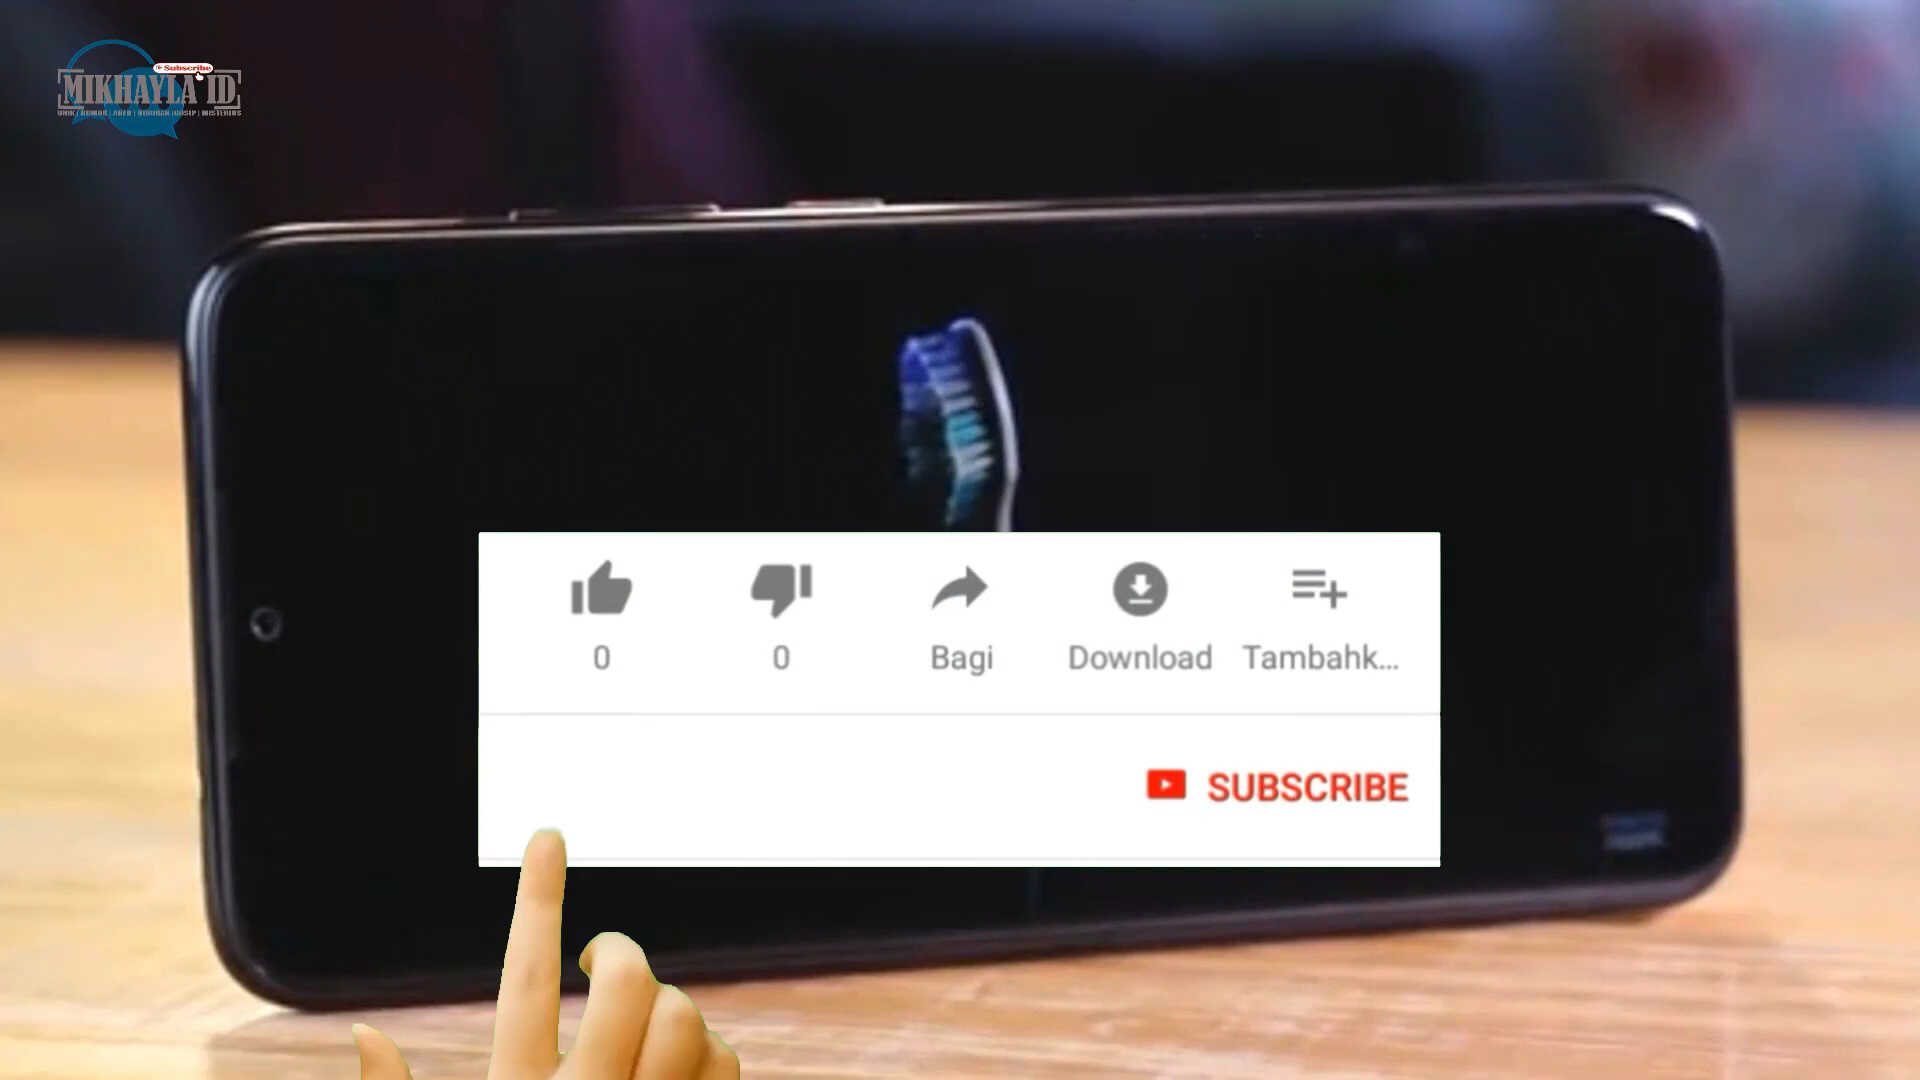 Subscribe
MIKHAYLA ID
0
0
Bagi
Download
Tambahk...
SUBSCRIBE